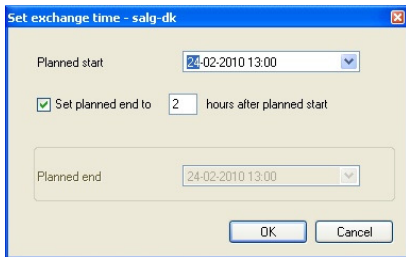 Set exchange time - salg-dk
Planned start 24-02-2010 13:00
Set planned end to 2 hours after planned start
Planned end 24-02-2010 13:00
OK Cancel